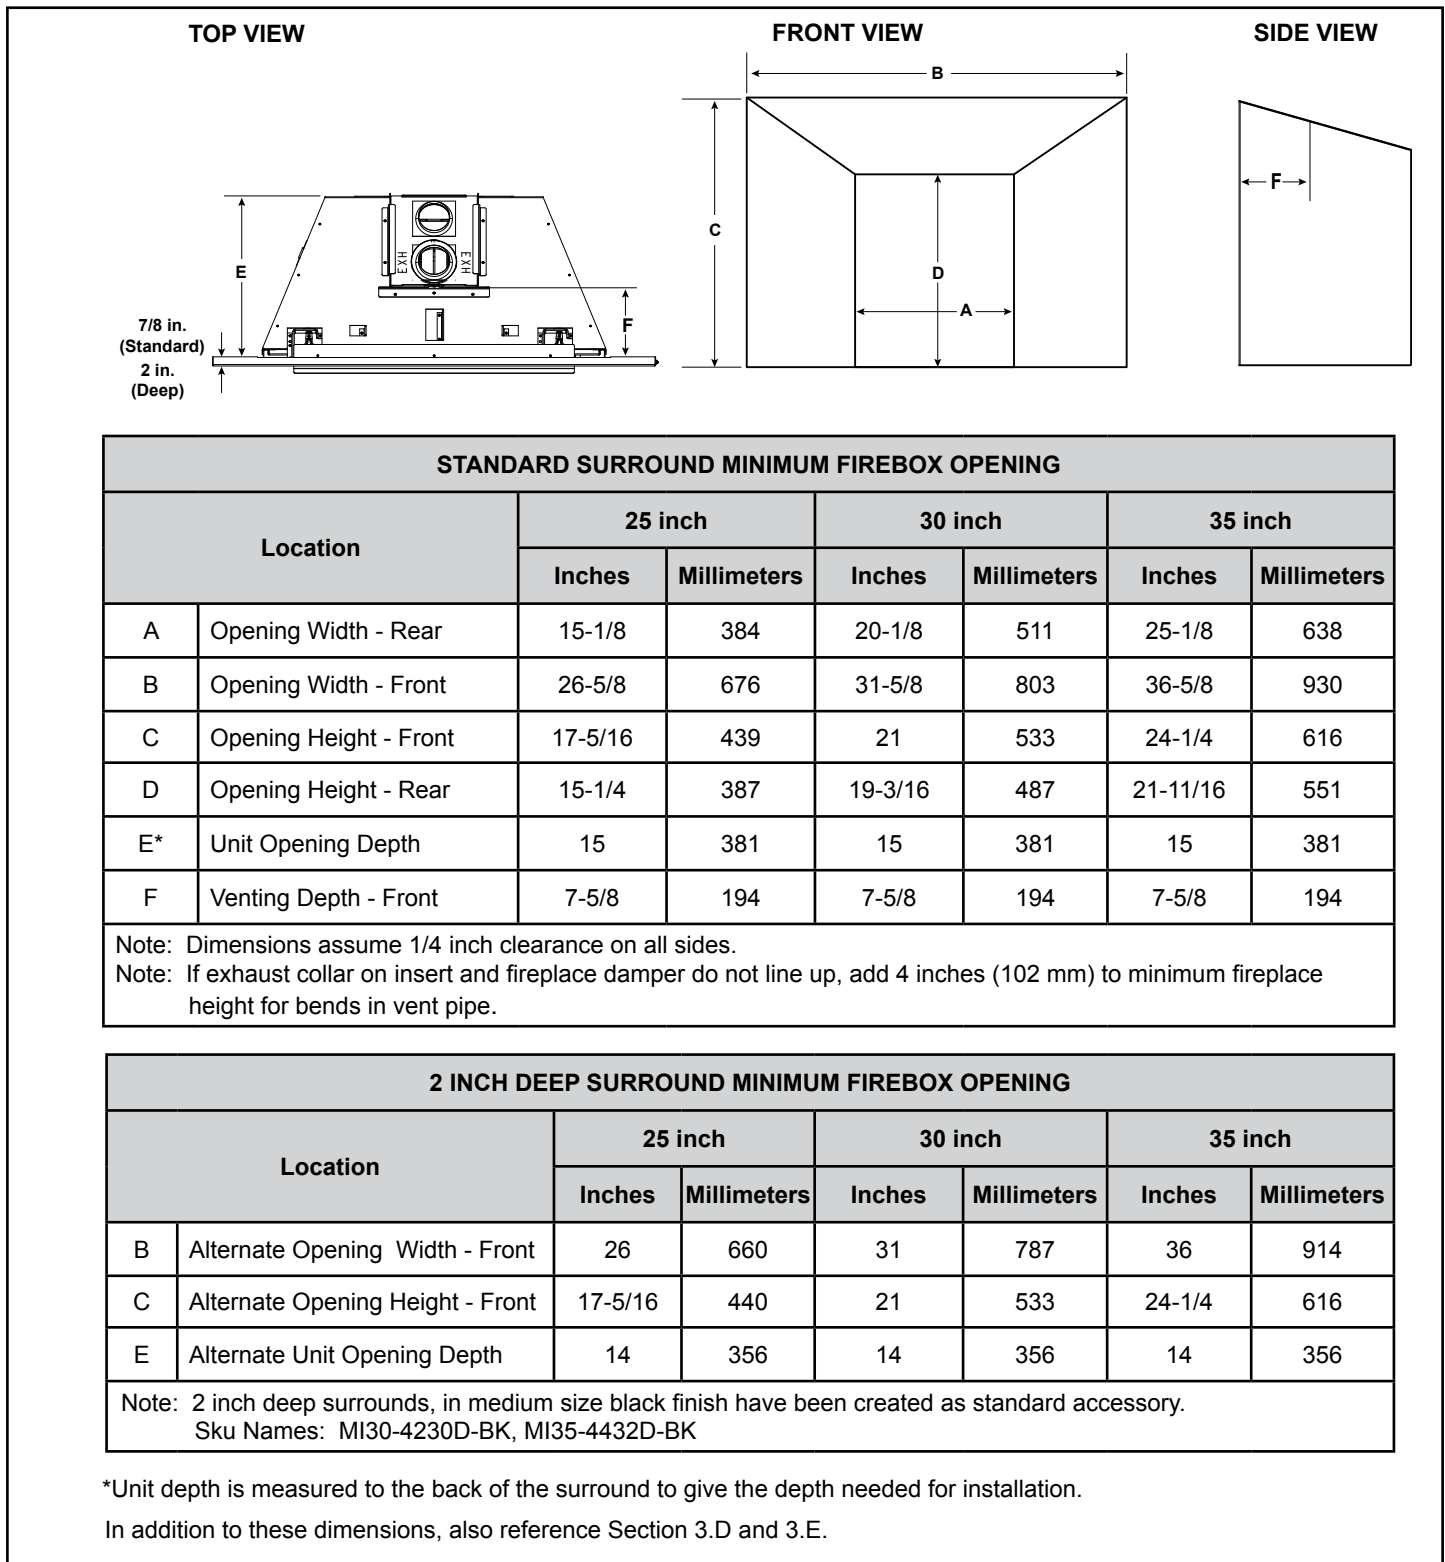 TOP VIEW
FRONT VIEW
SIDE VIEW
B
C
D
A
F
E
EXH
EXH
F
7/8 in.
(Standard)
2 in.
(Deep)
STANDARD SURROUND MINIMUM FIREBOX OPENING
Location 25 inch 30 inch 35 inch
Inches Millimeters Inches Millimeters Inches Millimeters
A Opening Width - Rear 15-1/8 384 20-1/8 511 25-1/8 638
B Opening Width - Front 26-5/8 676 31-5/8 803 36-5/8 930
C Opening Height - Front 17-5/16 439 21 533 24-1/4 616
D Opening Height - Rear 15-1/4 387 19-3/16 487 21-11/16 551
E* Unit Opening Depth 15 381 15 381 15 381
F Venting Depth - Front 7-5/8 194 7-5/8 194 7-5/8 194
Note: Dimensions assume 1/4 inch clearance on all sides.
Note: If exhaust collar on insert and fireplace damper do not line up, add 4 inches (102 mm) to minimum fireplace
height for bends in vent pipe.
2 INCH DEEP SURROUND MINIMUM FIREBOX OPENING
Location 25 inch 30 inch 35 inch
Inches Millimeters Inches Millimeters Inches Millimeters
B Alternate Opening Width - Front 26 660 31 787 36 914
C Alternate Opening Height - Front 17-5/16 440 21 533 24-1/4 616
E Alternate Unit Opening Depth 14 356 14 356 14 356
Note: 2 inch deep surrounds, in medium size black finish have been created as standard accessory.
Sku Names: MI30-4230D-BK, MI35-4432D-BK
*Unit depth is measured to the back of the surround to give the depth needed for installation.
In addition to these dimensions, also reference Section 3.D and 3.E.